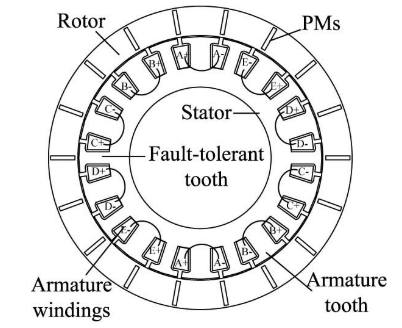 Rotor
PMs
A+
A-
B+
E-
B-
E+
C-
D+
Stator
C+
D-
Fault-tolerant
tooth
D+
C-
D-
C+
E-
B+
E+
A+
A-
B-
Armature
windings
Armature
tooth